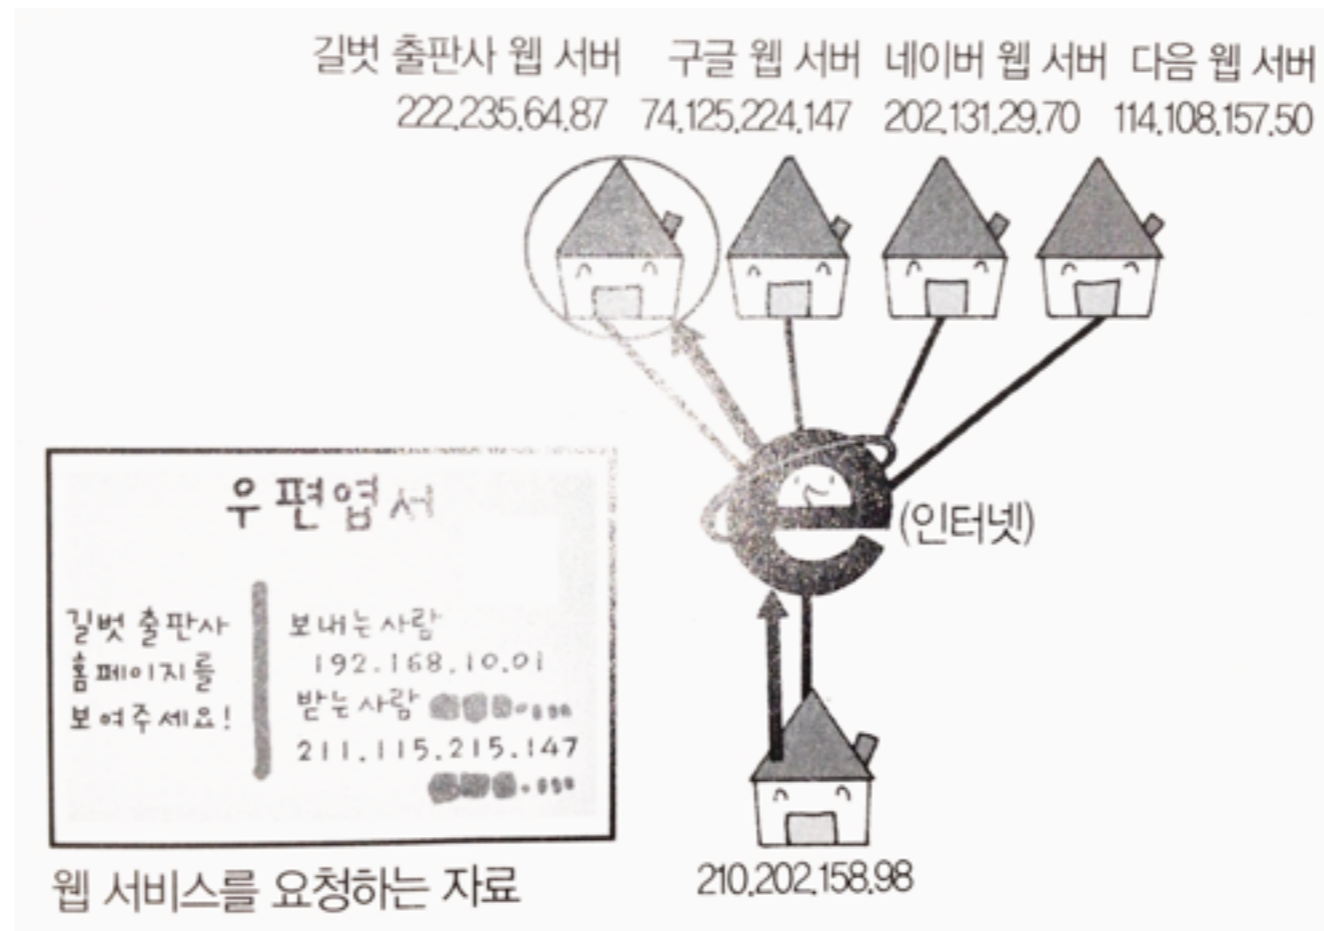 길벗 출판사 웹 서버 구글 웹 서버 네이버 웹 서버 다음 웹 서버
222.235.64.87 74.125.224.147 202.131.29.70 114.108.157.50
(인터넷)
우편엽서
길벗 출판사
홈페이지를
보여주세요!
보내는사람
192.168.10.01
받는사람
211.115.215.147
웹 서비스를 요청하는 자료
210.202.158.98